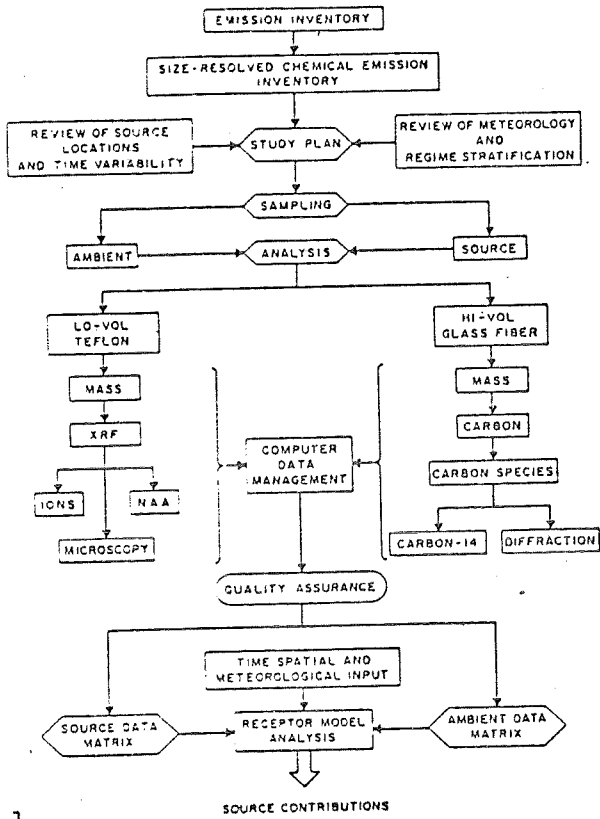 EMISSION INVENTORY
SIZE-RESOLVED CHEMICAL EMISSION
INVENTORY
REVIEW OF SOURCE
LOCATIONS
AND TIME VARIABILITY
STUDY PLAN
REVIEW OF METEOROLOGY
AND
REGIME STRATIFICATION
SAMPLING
AMBIENT
ANALYSIS
SOURCE
LO-VOL
TEFLON
HI-VOL
GLASS FIBER
MASS
MASS
XRF
CARBON
COMPUTER
DATA
MANAGEMENT
CARBON SPECIES
IONS
NAA
MICROSCOPY
CARBON-14
DIFFRACTION
QUALITY ASSURANCE
TIME SPATIAL AND
METEOROLOGICAL INPUT
SOURCE DATA
MATRIX
RECEPTOR MODEL
ANALYSIS
AMBIENT DATA
MATRIX
SOURCE CONTRIBUTIONS